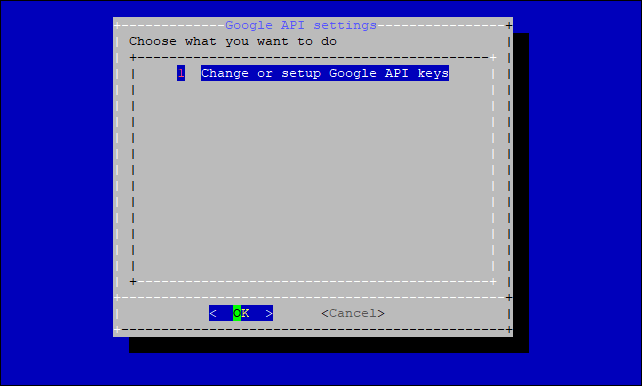 Google API settings
Choose what you want to do
1 Change or setup Google API keys
< OK > <Cancel>